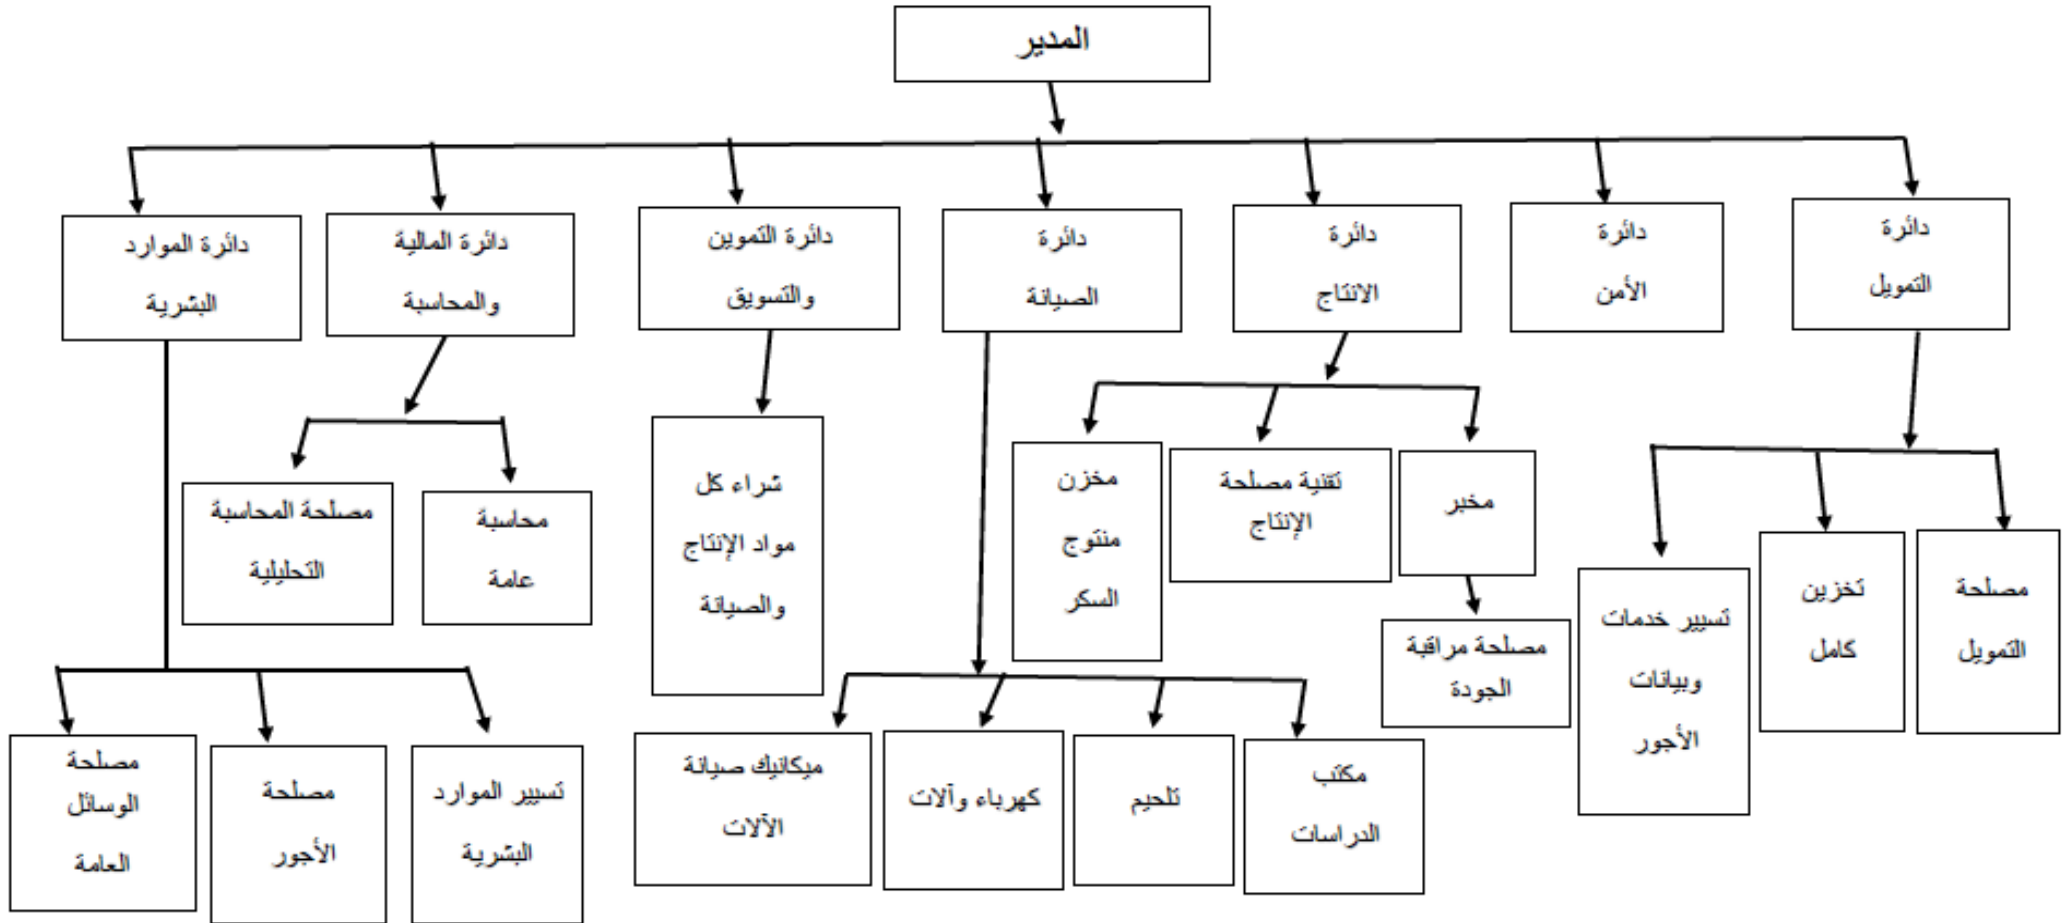 المدير
دائرة
التمويل
دائرة
الأمن
دائرة
الانتاج
دائرة
الصيانة
دائرة التموين
والتسويق
دائرة المالية
والمحاسبة
دائرة الموارد
البشرية
مصلحة
التمويل
تخزين
كامل
تسيير خدمات
وبيانات
الأجور
مخبر
مصلحة مراقبة
الجودة
تقنية مصلحة
الإنتاج
مخزن
منتوج
السكر
مكتب
الدراسات
تلحيم
كهرباء وآلات
ميكانيك صيانة
الآلات
شراء كل
مواد الإنتاج
والصيانة
محاسبة
عامة
مصلحة المحاسبة
التحليلية
تسيير الموارد
البشرية
مصلحة
الأجور
مصلحة
الوسائل
العامة